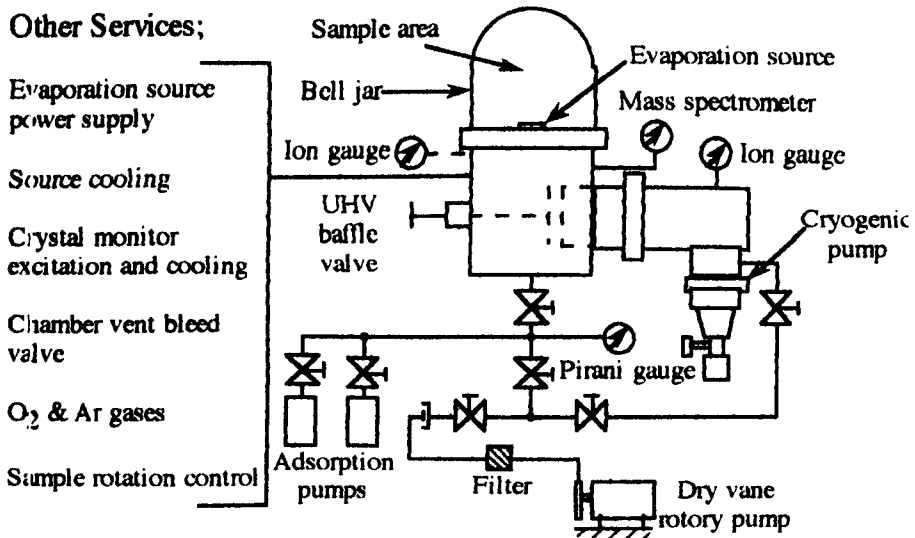 Other Services;
Evaporation source
power supply
Source cooling
Crystal monitor
excitation and cooling
Chamber vent bleed
valve
O2 & Ar gases
Sample rotation control
Sample area
Bell jar
Evaporation source
Mass spectrometer
Ion gauge
Ion gauge
UHV
baffle
valve
Cryogenic
pump
Pirani gauge
Adsorption
pumps
Filter
Dry vane
rotory pump